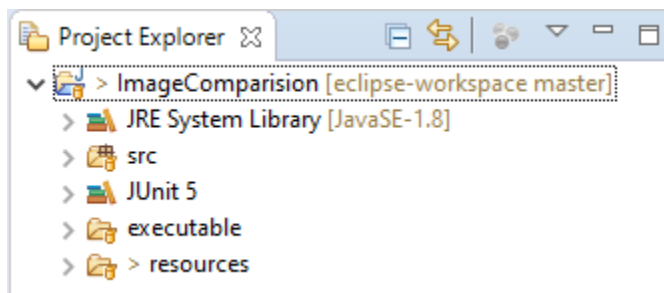 Project Explorer
> ImageComparision [eclipse-workspace master]
JRE System Library [JavaSE-1.8]
src
JUnit 5
executable
> resources